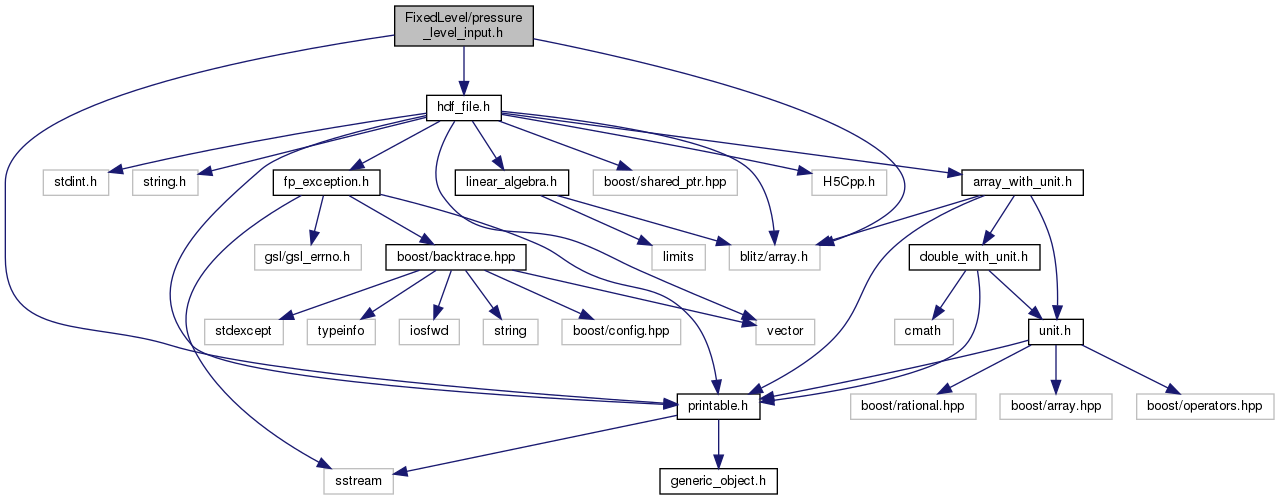 FixedLevel/pressure
_level_input.h
hdf_file.h
stdint.h
string.h
fp_exception.h
linear_algebra.h
boost/shared_ptr.hpp
H5Cpp.h
array_with_unit.h
gsl/gsl_errno.h
boost/backtrace.hpp
limits
blitz/array.h
double_with_unit.h
stdexcept
typeinfo
iosfwd
string
boost/config.hpp
vector
cmath
unit.h
printable.h
boost/rational.hpp
boost/array.hpp
boost/operators.hpp
sstream
generic_object.h